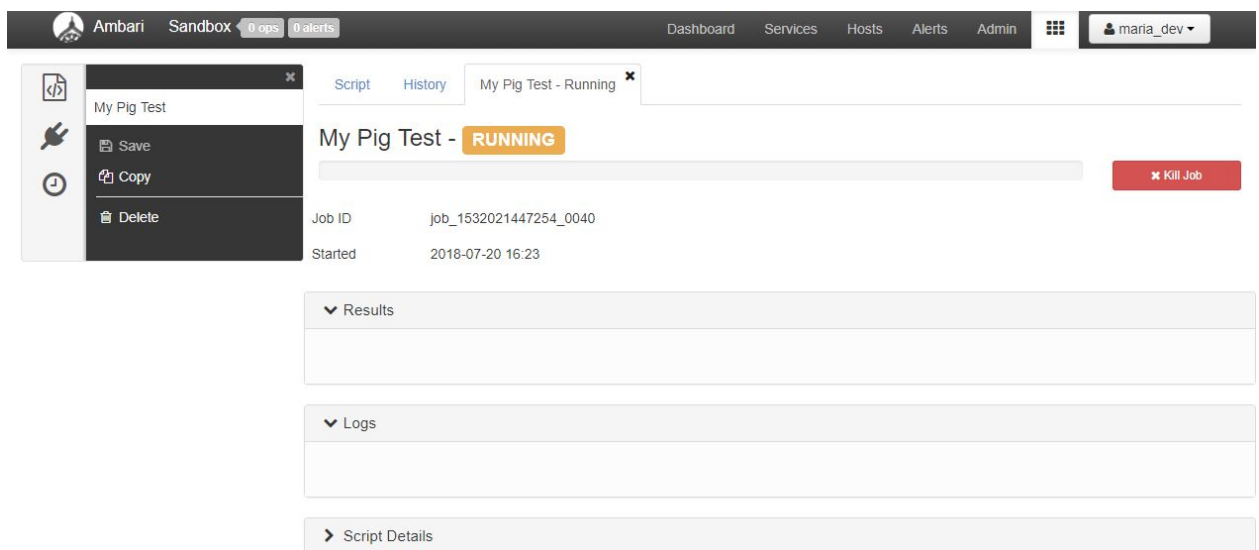 Ambari Sandbox 0 ops 0 alerts Dashboard Services Hosts Alerts Admin maria_dev
My Pig Test
Save
Copy
Delete
Script History My Pig Test - Running
My Pig Test - RUNNING
Kill Job
Job ID job_1532021447254_0040
Started 2018-07-20 16:23
Results
Logs
Script Details